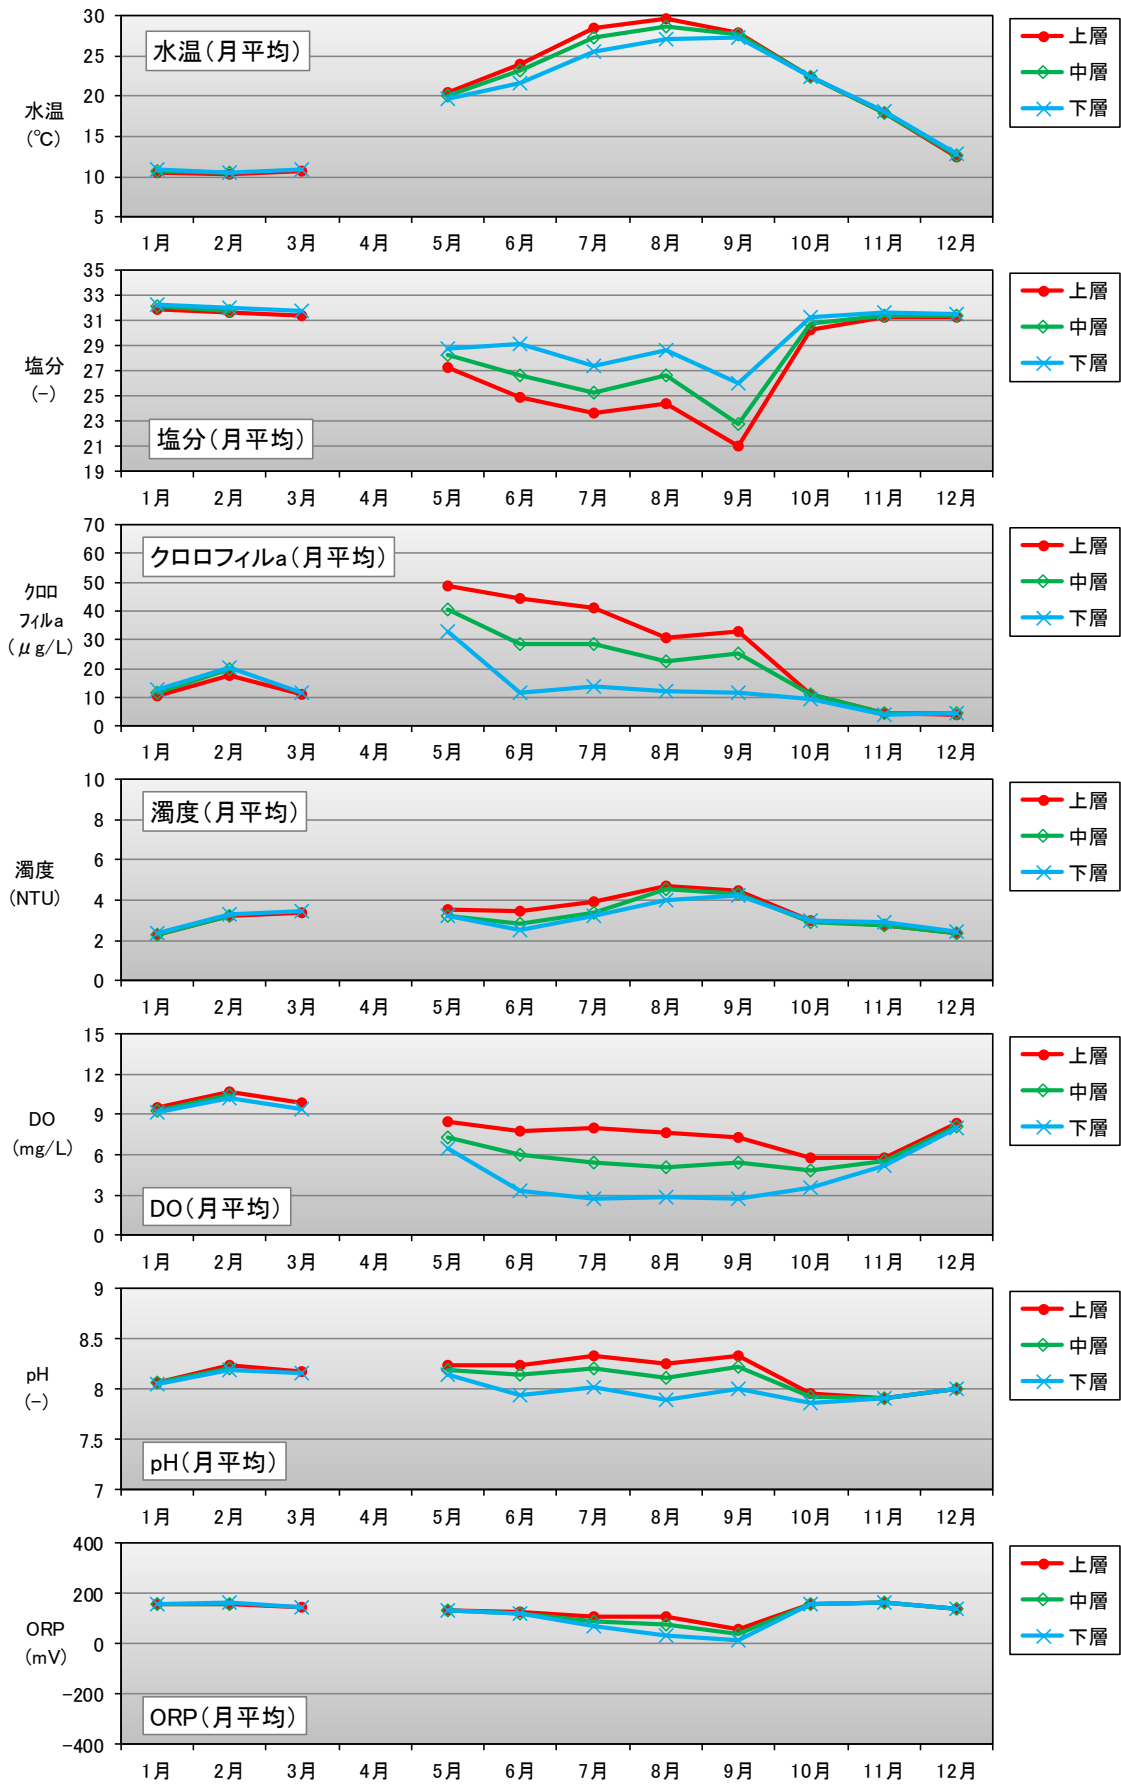 水温(月平均)
30
25
20
15
10
5
水温
(℃)
1月 2月 3月 4月 5月 6月 7月 8月 9月 10月 11月 12月
上層
中層
下層
塩分(月平均)
35
33
31
29
27
25
23
21
19
塩分
(-)
1月 2月 3月 4月 5月 6月 7月 8月 9月 10月 11月 12月
上層
中層
下層
クロロフィルa(月平均)
70
60
50
40
30
20
10
0
ｸﾛﾛ
ﾌｨﾙa
(μg/L)
1月 2月 3月 4月 5月 6月 7月 8月 9月 10月 11月 12月
上層
中層
下層
濁度(月平均)
10
8
6
4
2
0
濁度
(NTU)
1月 2月 3月 4月 5月 6月 7月 8月 9月 10月 11月 12月
上層
中層
下層
DO(月平均)
15
12
9
6
3
0
DO
(mg/L)
1月 2月 3月 4月 5月 6月 7月 8月 9月 10月 11月 12月
上層
中層
下層
pH(月平均)
9
8.5
8
7.5
7
pH
(-)
1月 2月 3月 4月 5月 6月 7月 8月 9月 10月 11月 12月
上層
中層
下層
ORP(月平均)
400
200
0
-200
-400
ORP
(mV)
1月 2月 3月 4月 5月 6月 7月 8月 9月 10月 11月 12月
上層
中層
下層